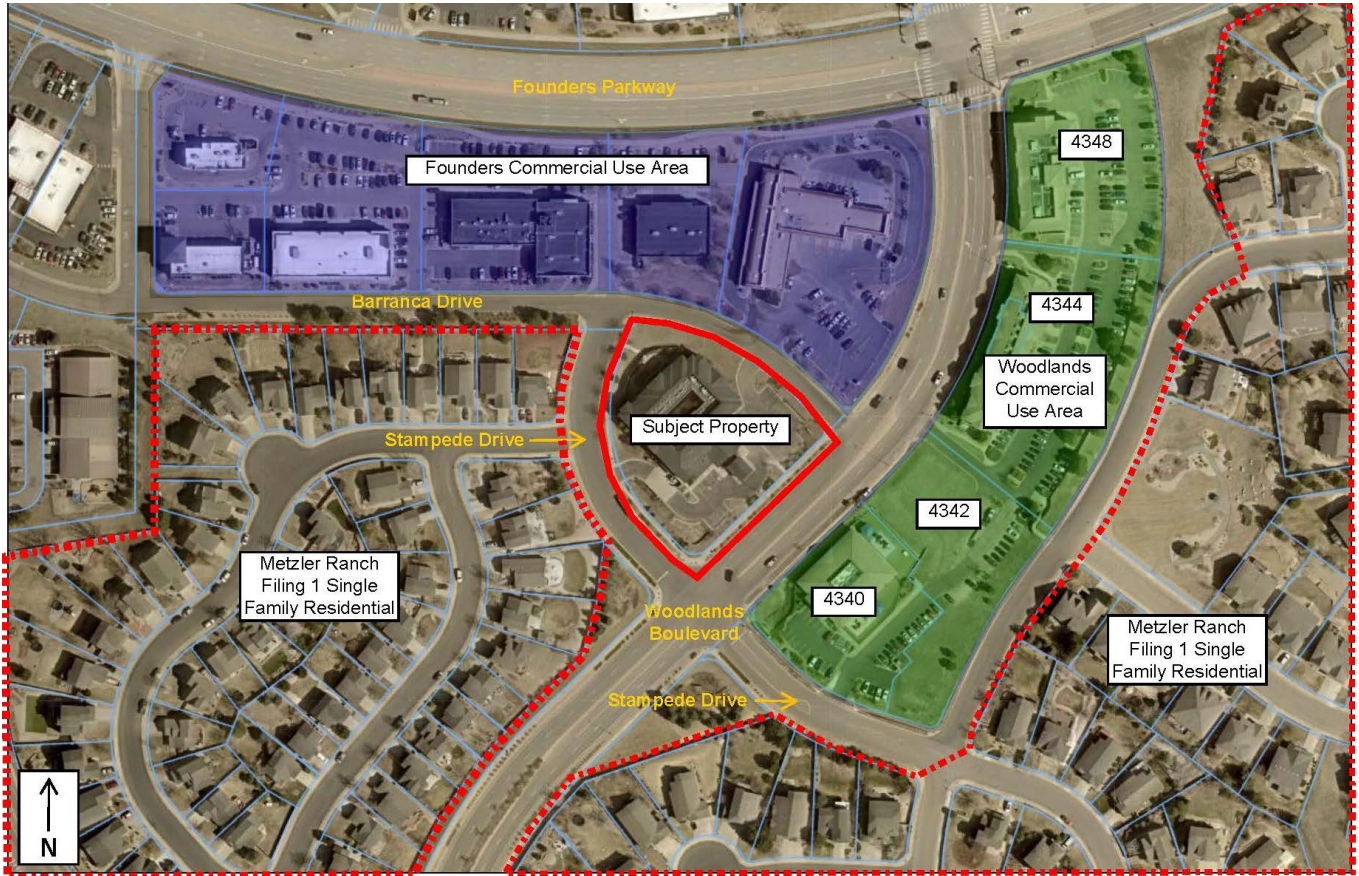 Founders Parkway
4348
Founders Commercial Use Area
Barranca Drive
4344
Woodlands
Commercial
Use Area
Subject Property
Stampede Drive
4342
Metzler Ranch
Filing 1 Single
Family Residential
4340
Woodlands
Boulevard
Metzler Ranch
Filing 1 Single
Family Residential
Stampede Drive
N